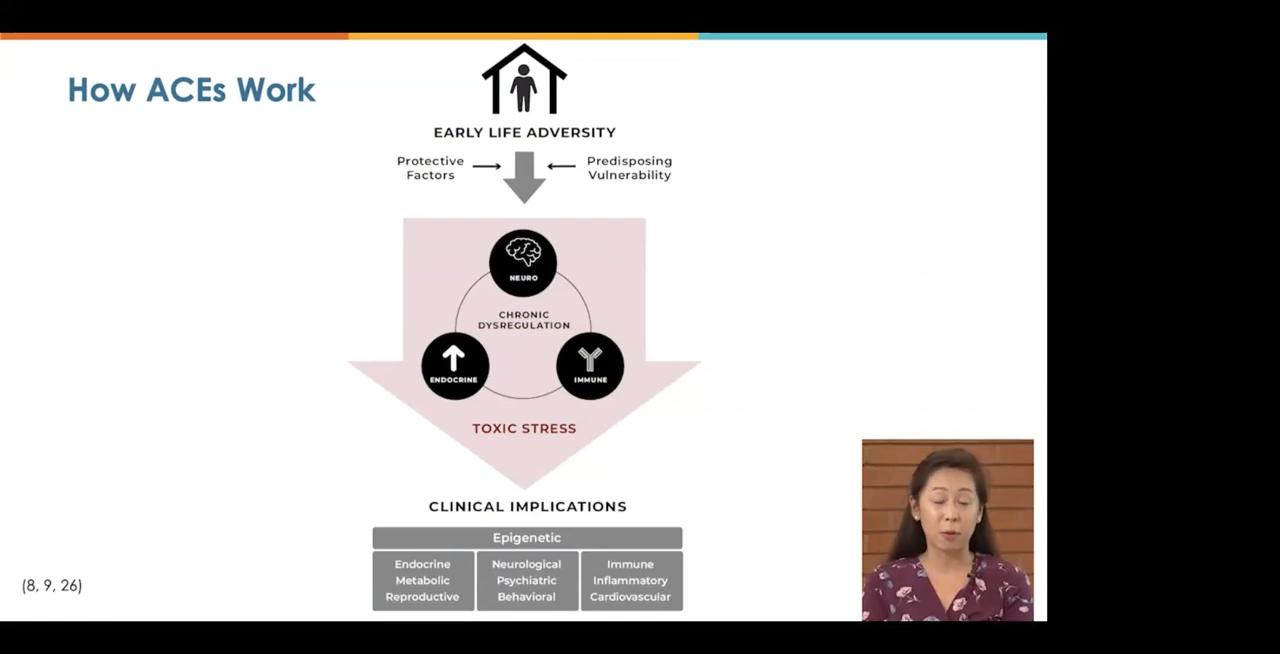 How ACEs Work
EARLY LIFE ADVERSITY
Protective
Factors
Predisposing
Vulnerability
NEURO
CHRONIC
DYSREGULATION
ENDOCRINE
IMMUNE
TOXIC STRESS
CLINICAL IMPLICATIONS
Epigenetic
Endocrine
Metabolic
Reproductive
Neurological
Psychiatric
Behavioral
Immune
Inflammatory
Cardiovascular
(8, 9, 26)